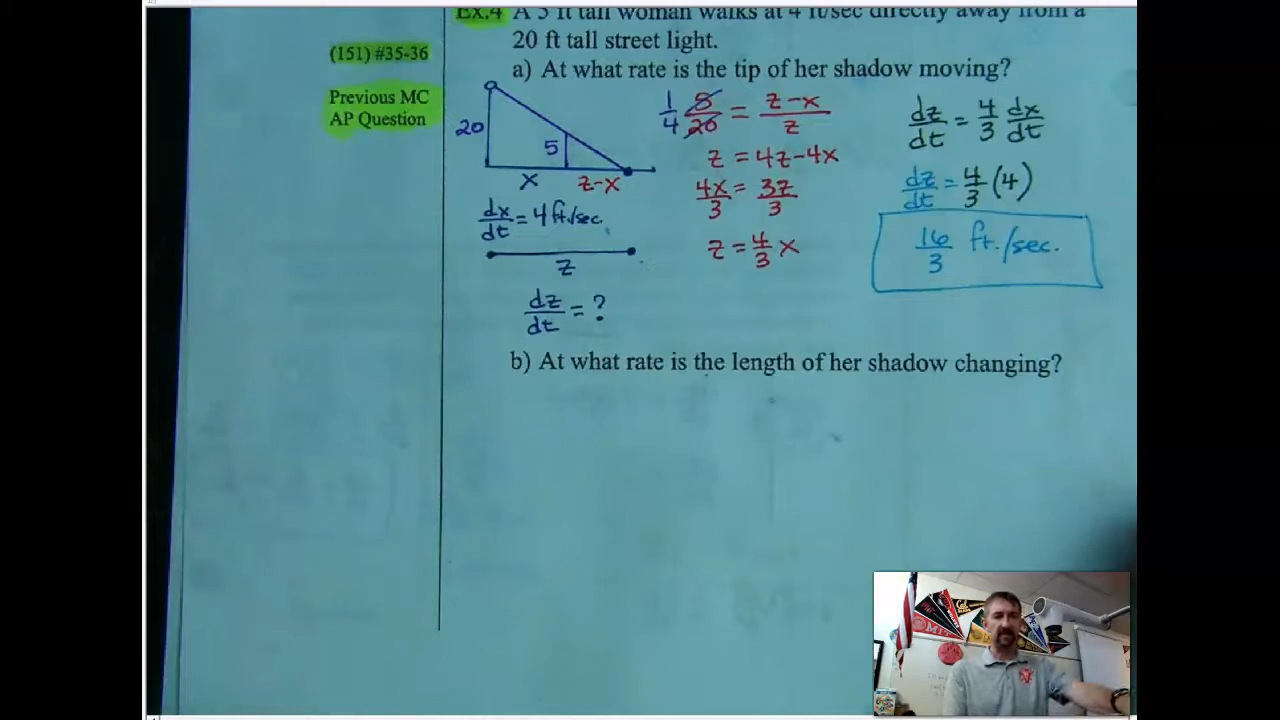 Ex.4 A 5 ft tall woman walks at 4 ft/sec directly away from a
20 ft tall street light.
(151) #35-36
a) At what rate is the tip of her shadow moving?
Previous MC
AP Question
20
5
x
z-x
dx/dt = 4 ft./sec.
z
dz/dt = ?
1/4 5/20 = z-x/z
z = 4z-4x
4x/3 = 3z/3
z = 4/3 x
dz/dt = 4/3 dx/dt
dz/dt = 4/3 (4)
16/3 ft./sec.
b) At what rate is the length of her shadow changing?
MIT
Cal